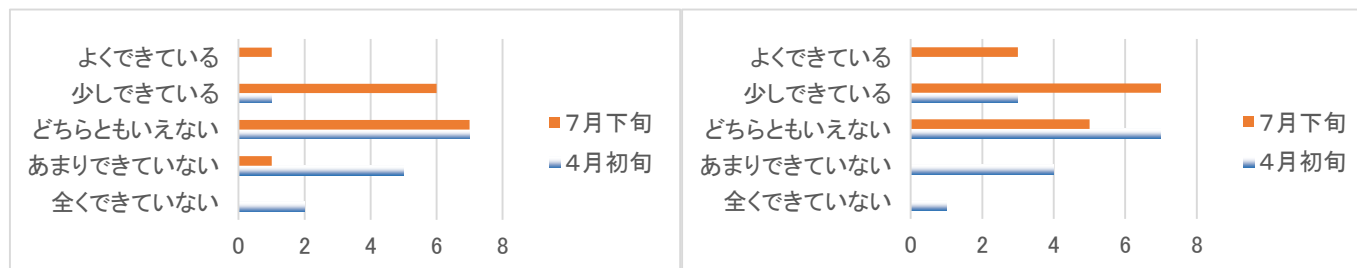 よくできている
少しできている
どちらともいえない
あまりできていない
全くできていない
0 2 4 6 8
７月下旬
４月初旬
よくできている
少しできている
どちらともいえない
あまりできていない
全くできていない
0 2 4 6 8
７月下旬
４月初旬